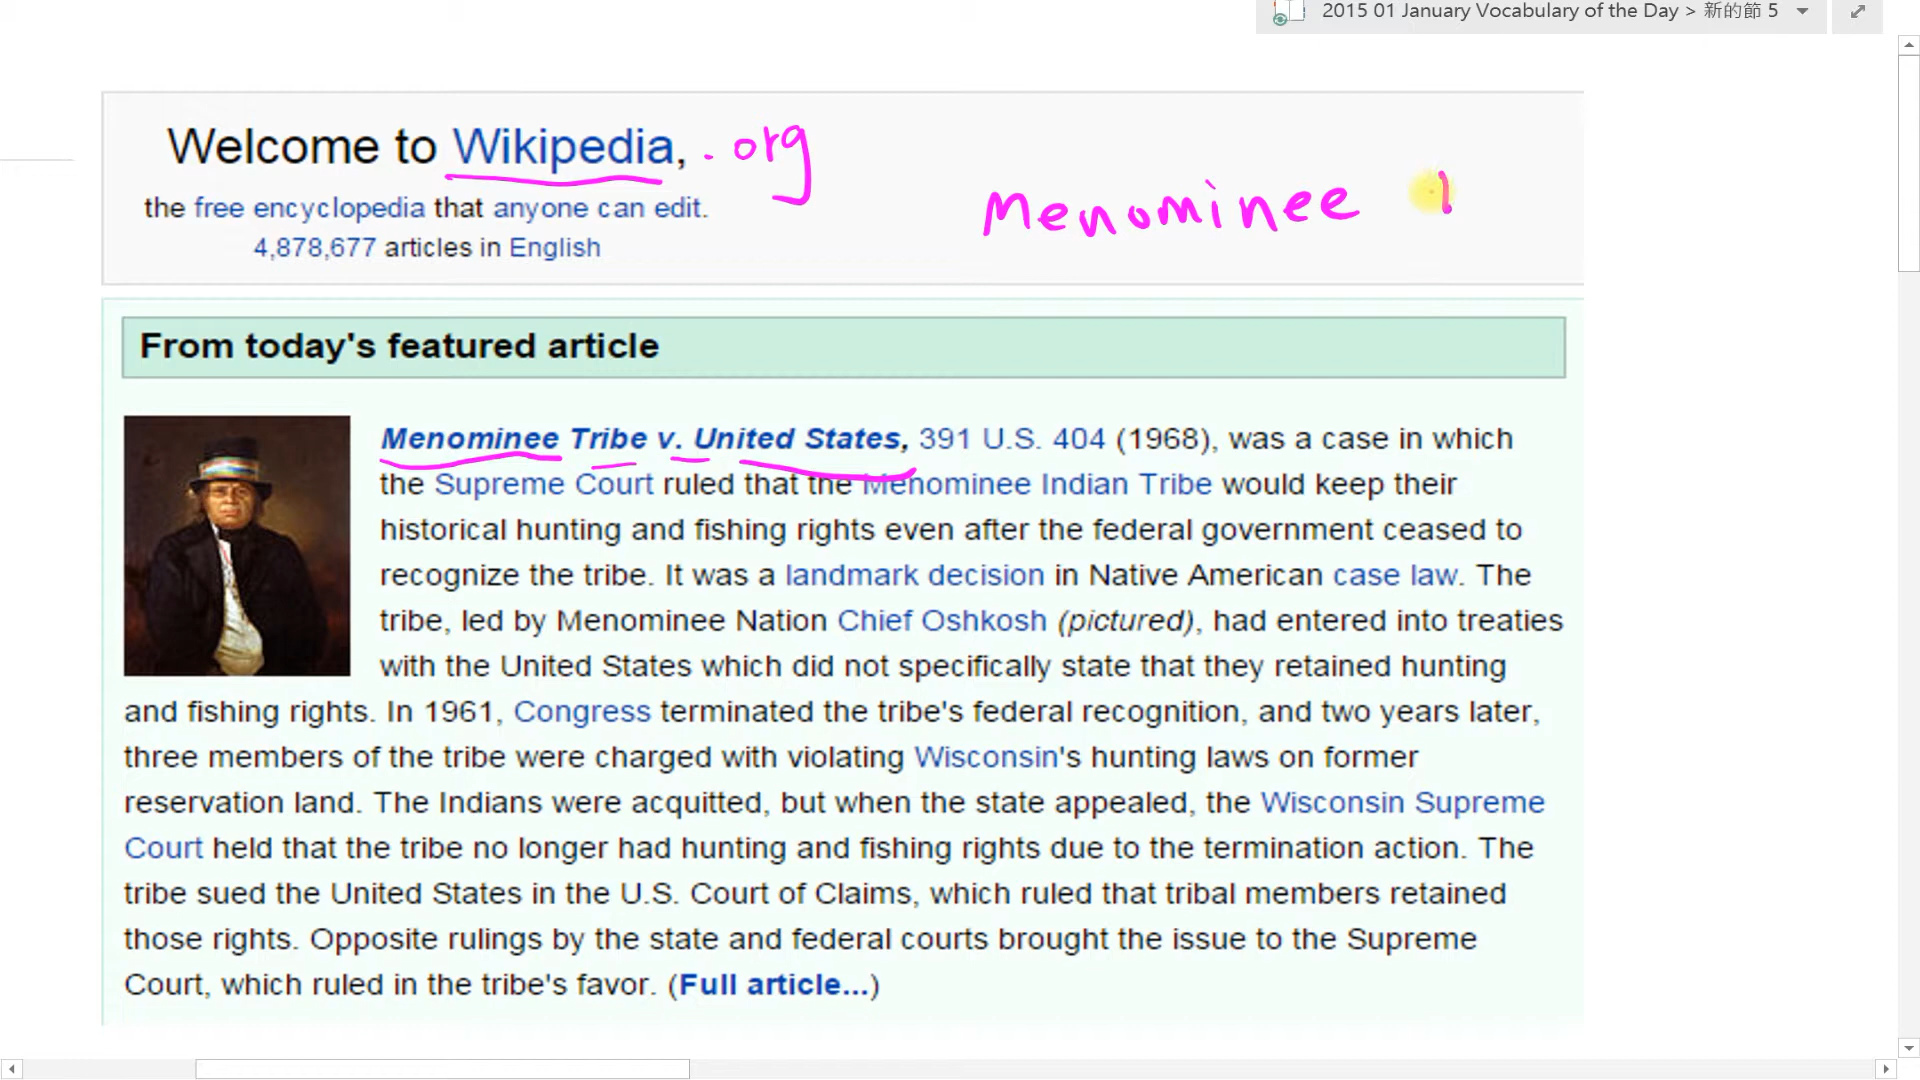 2015 01 January Vocabulary of the Day > 新的節 5
Welcome to Wikipedia, .org
the free encyclopedia that anyone can edit.
Menominee
4,878,677 articles in English
From today's featured article
Menominee Tribe v. United States, 391 U.S. 404 (1968), was a case in which
the Supreme Court ruled that the Menominee Indian Tribe would keep their
historical hunting and fishing rights even after the federal government ceased to
recognize the tribe. It was a landmark decision in Native American case law. The
tribe, led by Menominee Nation Chief Oshkosh (pictured), had entered into treaties
with the United States which did not specifically state that they retained hunting
and fishing rights. In 1961, Congress terminated the tribe's federal recognition, and two years later,
three members of the tribe were charged with violating Wisconsin's hunting laws on former
reservation land. The Indians were acquitted, but when the state appealed, the Wisconsin Supreme
Court held that the tribe no longer had hunting and fishing rights due to the termination action. The
tribe sued the United States in the U.S. Court of Claims, which ruled that tribal members retained
those rights. Opposite rulings by the state and federal courts brought the issue to the Supreme
Court, which ruled in the tribe's favor. (Full article...)